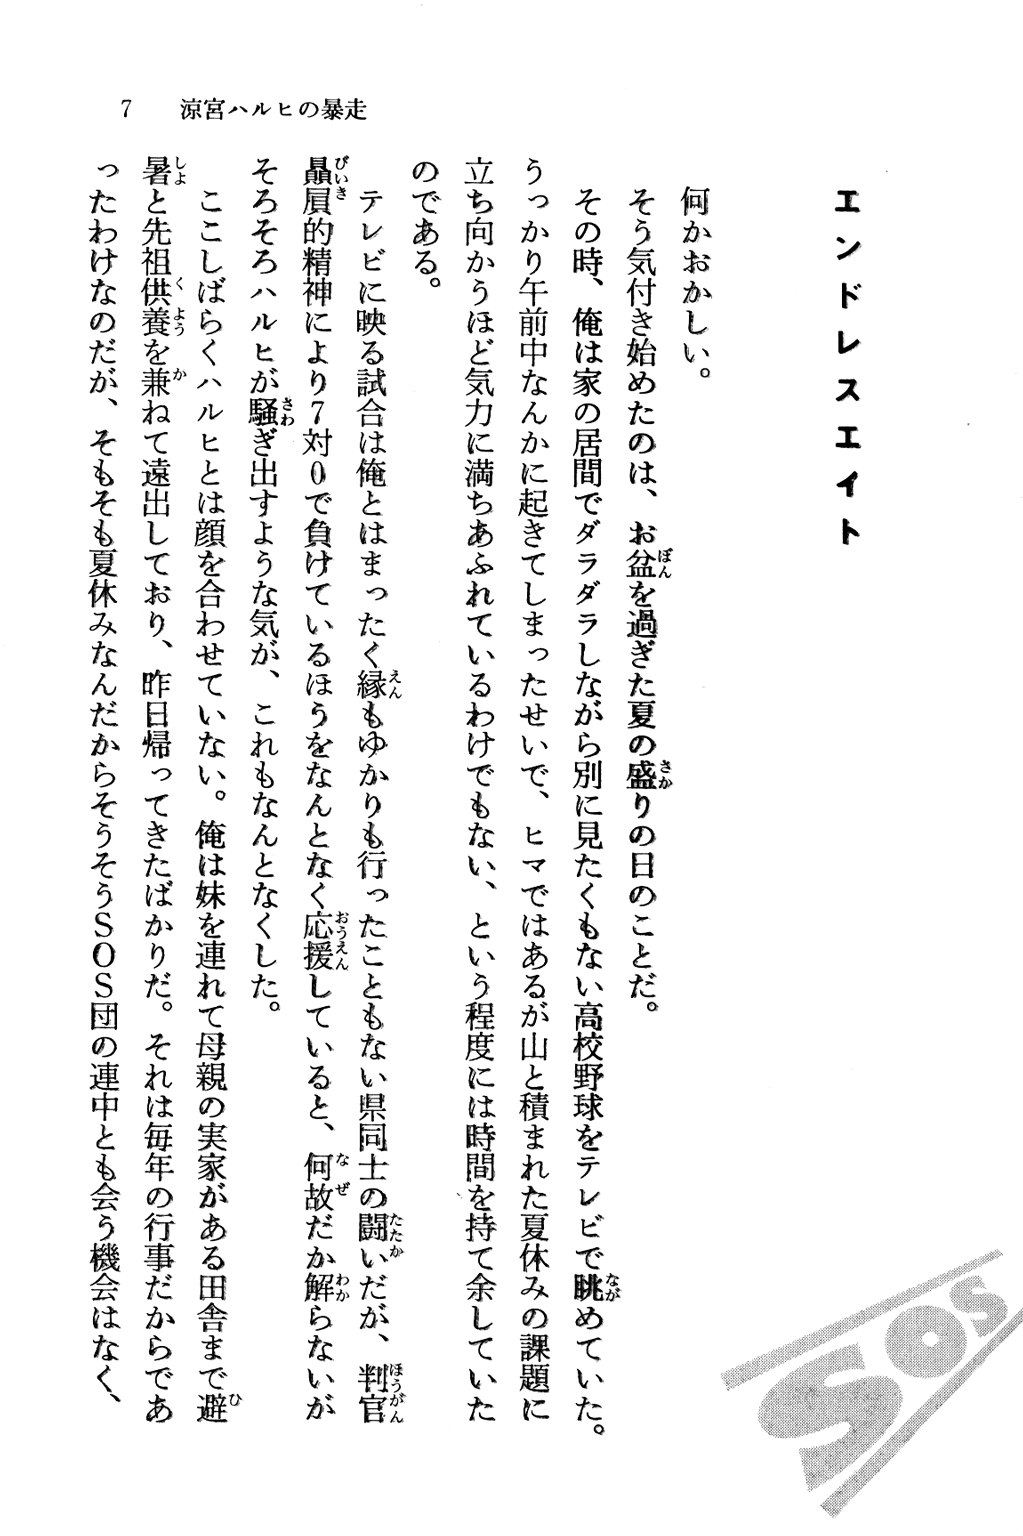 7　涼宮ハルヒの暴走
エンドレスエイト
何かおかしい。
そう気付き始めたのは、お盆を過ぎた夏の盛りの日のことだ。
その時、俺は家の居間でダラダラしながら別に見たくもない高校野球をテレビで眺めていた。
うっかり午前中なんかに起きてしまったせいで、ヒマではあるが山と積まれた夏休みの課題に
立ち向かうほど気力に満ちあふれているわけでもない、という程度には時間を持て余していた
のである。
テレビに映る試合は俺とはまったく縁もゆかりも行ったこともない県同士の闘いだが、判官
贔屓的精神により7対0で負けているほうをなんとなく応援していると、何故だか解らないが
そろそろハルヒが騒ぎ出すような気が、これもなんとなくした。
ここしばらくハルヒとは顔を合わせていない。俺は妹を連れて母親の実家がある田舎まで避
暑と先祖供養を兼ねて遠出しており、昨日帰ってきたばかりだ。それは毎年の行事だからであ
ったわけなのだが、そもそも夏休みなんだからそうそうSOS団の連中とも会う機会はなく、
SOS